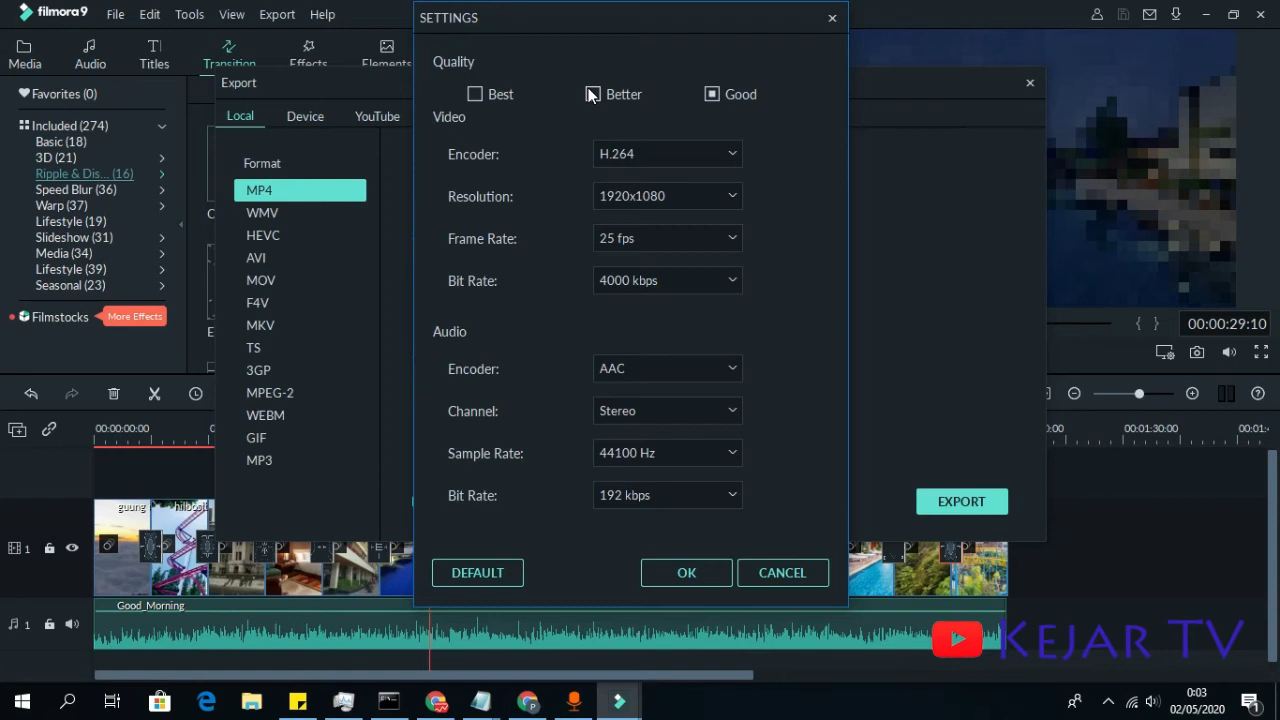 filmora9 File Edit Tools View Export Help
SETTINGS
Media Audio Titles Transition Effects Elements
Quality
Best Better Good
Export
Local Device YouTube
Favorites (0)
Included (274)
Basic (18)
3D (21)
Ripple & Dis... (16)
Speed Blur (36)
Warp (37)
Lifestyle (19)
Slideshow (31)
Media (34)
Lifestyle (39)
Seasonal (23)
Filmstocks More Effects
Format
MP4
WMV
HEVC
AVI
MOV
F4V
MKV
TS
3GP
MPEG-2
WEBM
GIF
MP3
Video
Encoder: H.264
Resolution: 1920x1080
Frame Rate: 25 fps
Bit Rate: 4000 kbps
Audio
Encoder: AAC
Channel: Stereo
Sample Rate: 44100 Hz
Bit Rate: 192 kbps
DEFAULT OK CANCEL
EXPORT
00:00:29:10
00:00:00:00
00:01:30:00
guung
Good_Morning
1
1
KEJAR TV
0:03
02/05/2020
1